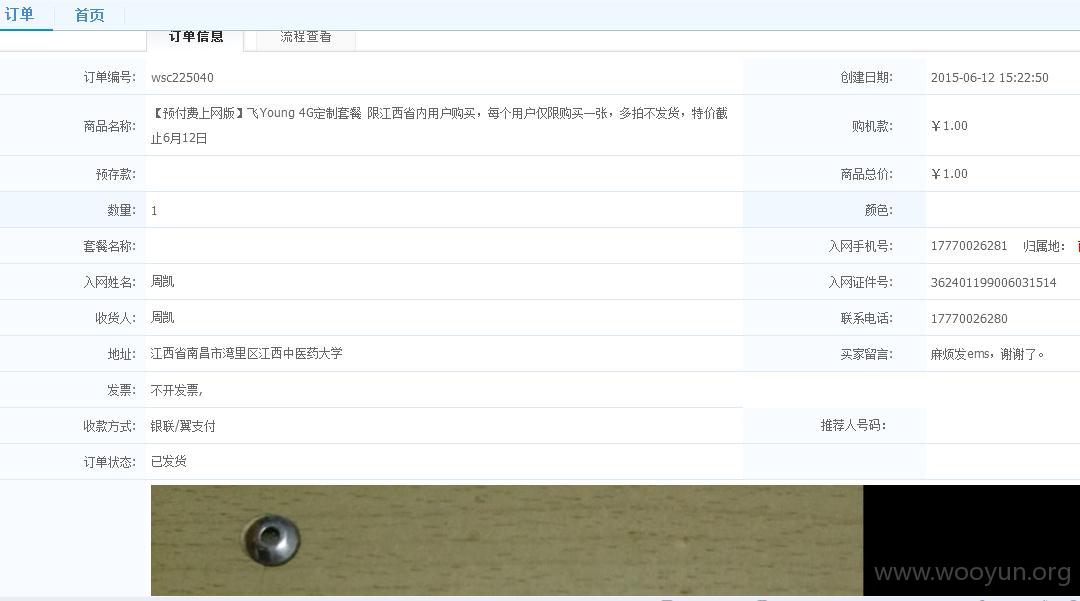 订单 首页
订单信息 流程查看
订单编号: wsc225040 创建日期: 2015-06-12 15:22:50
商品名称: 【预付费上网版】飞Young 4G定制套餐 限江西省内用户购买，每个用户仅限购买一张，多拍不发货，特价截
止6月12日
购机款: ￥1.00
预存款: 商品总价: ￥1.00
数量: 1 颜色:
套餐名称: 入网手机号: 17770026281 归属地:
入网姓名: 周凯 入网证件号: 362401199006031514
收货人: 周凯 联系电话: 17770026280
地址: 江西省南昌市湾里区江西中医药大学 买家留言: 麻烦发ems，谢谢了。
发票: 不开发票,
收款方式: 银联/翼支付 推荐人号码:
订单状态: 已发货
www.wooyun.org